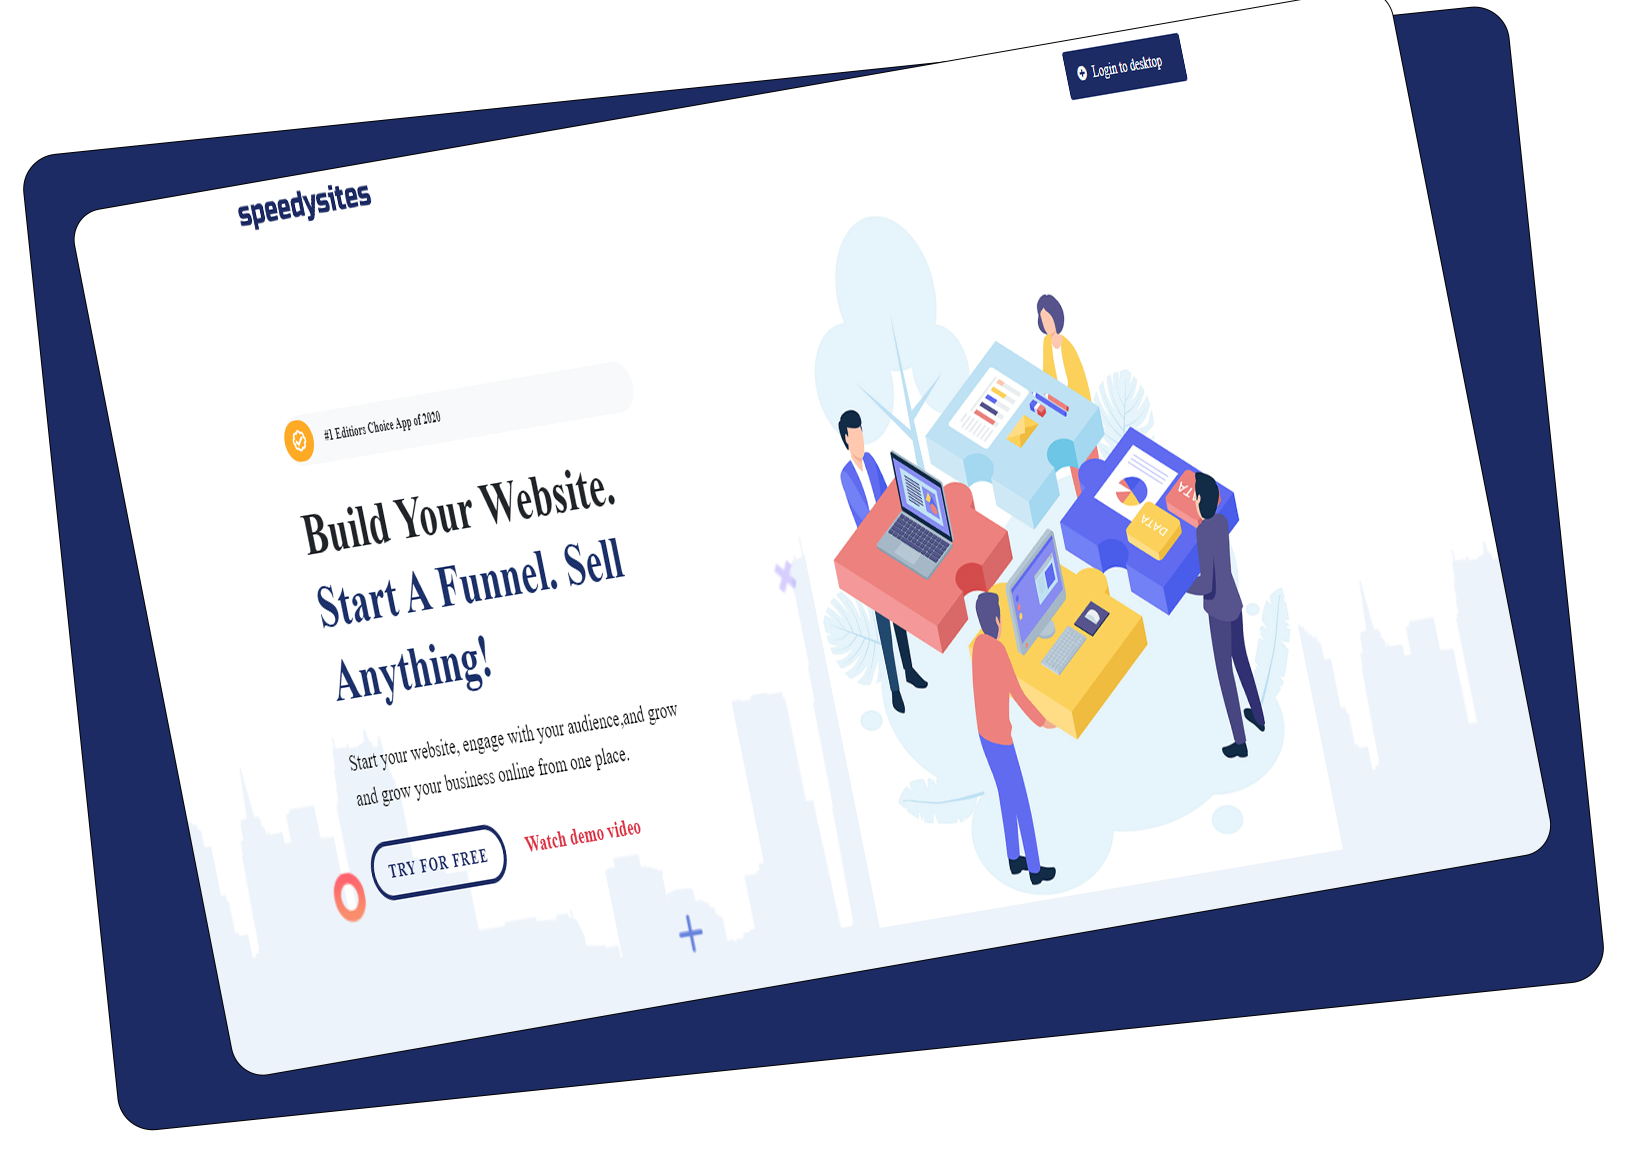 Login to desktop
speedysites
#1 Editiors Choice App of 2020
Build Your Website.
Start A Funnel. Sell
Anything!
Start your website, engage with your audience,and grow
and grow your business online from one place.
TRY FOR FREE
Watch demo video
DATA
DATA